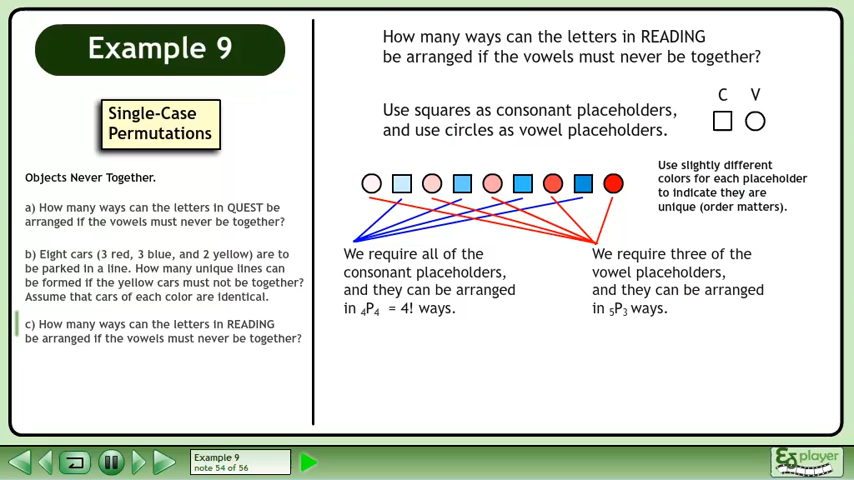 Example 9
Single-Case
Permutations
Objects Never Together.
a) How many ways can the letters in QUEST be
arranged if the vowels must never be together?
b) Eight cars (3 red, 3 blue, and 2 yellow) are to
be parked in a line. How many unique lines can
be formed if the yellow cars must not be together?
Assume that cars of each color are identical.
c) How many ways can the letters in READING
be arranged if the vowels must never be together?
How many ways can the letters in READING
be arranged if the vowels must never be together?
Use squares as consonant placeholders,
and use circles as vowel placeholders.
C V
Use slightly different
colors for each placeholder
to indicate they are
unique (order matters).
We require all of the
consonant placeholders,
and they can be arranged
in ₄P₄ = 4! ways.
We require three of the
vowel placeholders,
and they can be arranged
in ₅P₃ ways.
Example 9
note 54 of 56
player